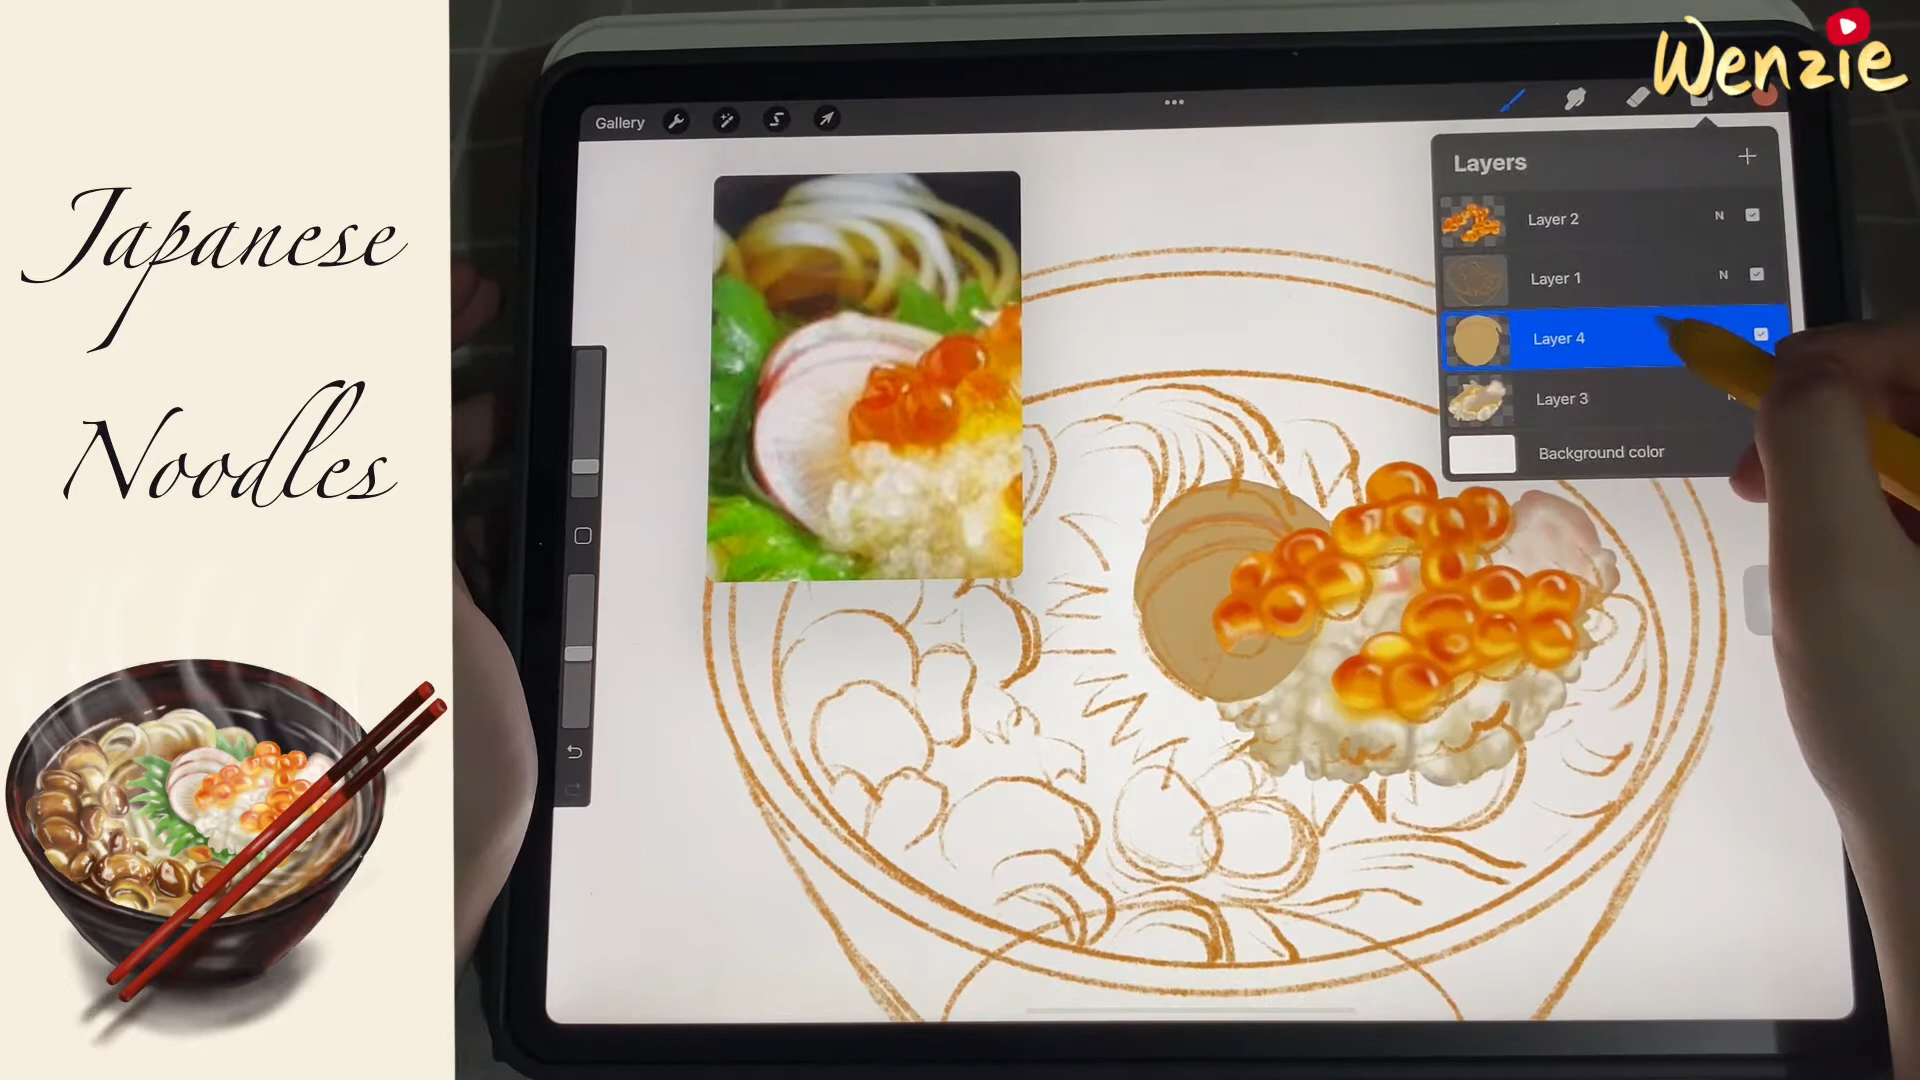 Japanese
Noodles
Wenzie
Gallery
Layers
Layer 2
N
Layer 1
N
Layer 4
Layer 3
Background color